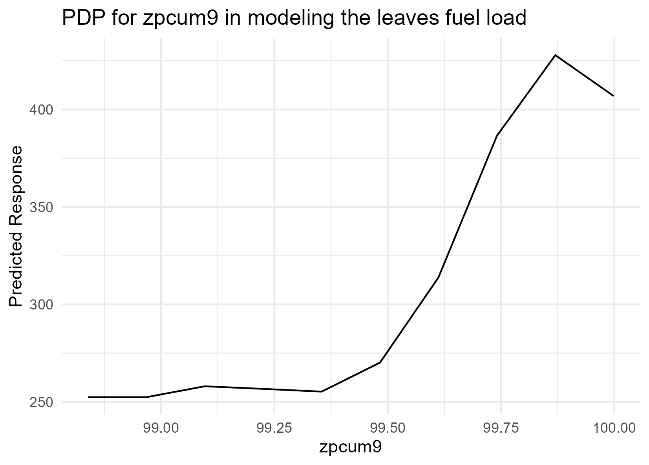 PDP for zpcum9 in modeling the leaves fuel load
Predicted Response
400
350
300
250
99.00 99.25 99.50 99.75 100.00
zpcum9